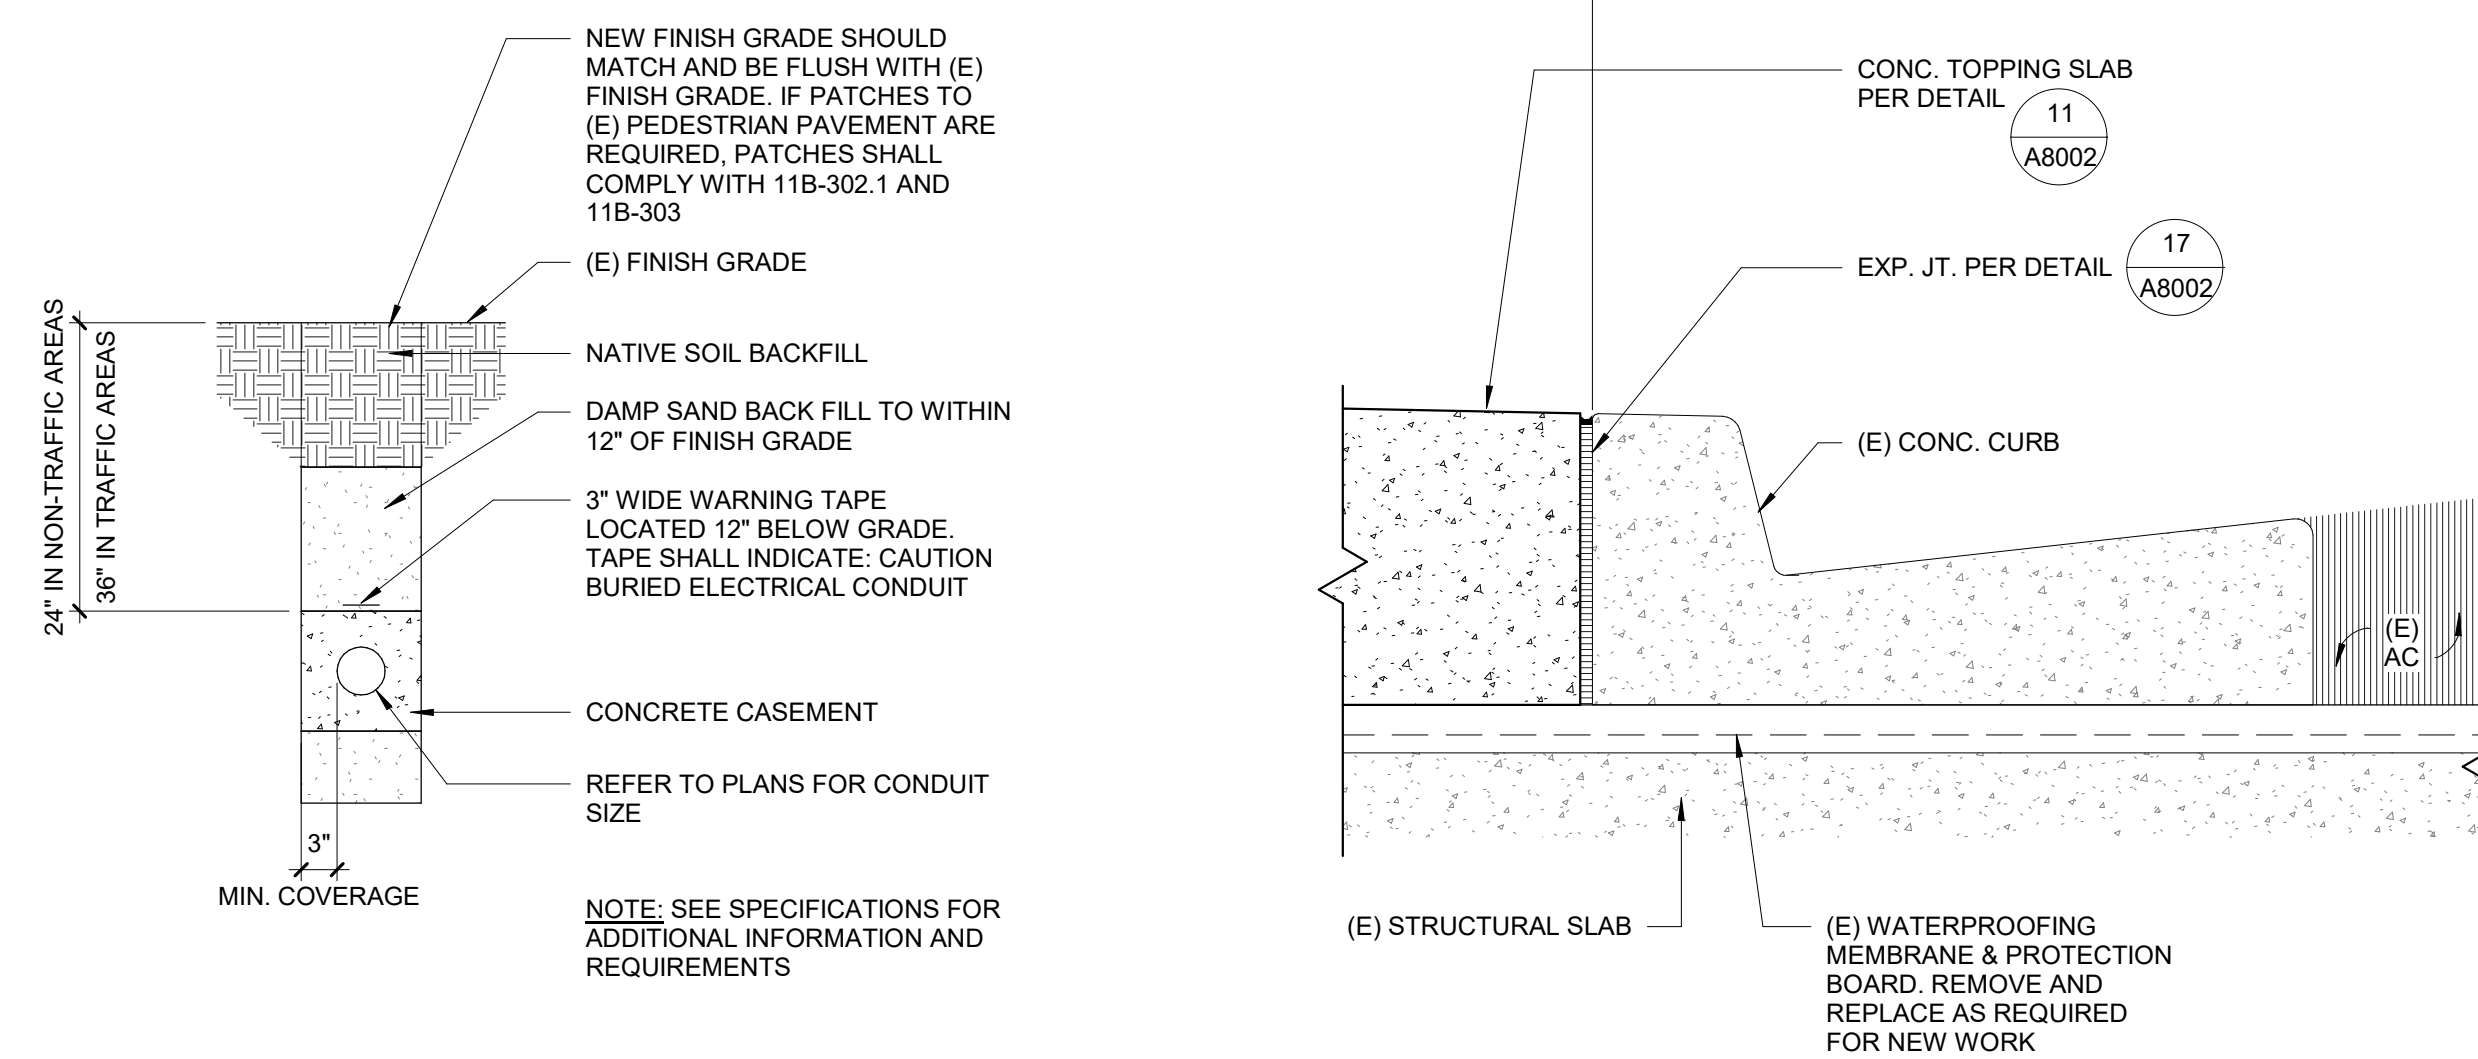 NEW FINISH GRADE SHOULD
MATCH AND BE FLUSH WITH (E)
FINISH GRADE. IF PATCHES TO
(E) PEDESTRIAN PAVEMENT ARE
REQUIRED, PATCHES SHALL
COMPLY WITH 11B-302.1 AND
11B-303
(E) FINISH GRADE
NATIVE SOIL BACKFILL
DAMP SAND BACK FILL TO WITHIN
12" OF FINISH GRADE
3" WIDE WARNING TAPE
LOCATED 12" BELOW GRADE.
TAPE SHALL INDICATE: CAUTION
BURIED ELECTRICAL CONDUIT
CONCRETE CASEMENT
REFER TO PLANS FOR CONDUIT
SIZE
24" IN NON-TRAFFIC AREAS
36" IN TRAFFIC AREAS
3"
MIN. COVERAGE
NOTE: SEE SPECIFICATIONS FOR
ADDITIONAL INFORMATION AND
REQUIREMENTS
CONC. TOPPING SLAB
PER DETAIL
11
A8002
EXP. JT. PER DETAIL
17
A8002
(E) CONC. CURB
(E)
AC
(E) STRUCTURAL SLAB
(E) WATERPROOFING
MEMBRANE & PROTECTION
BOARD. REMOVE AND
REPLACE AS REQUIRED
FOR NEW WORK